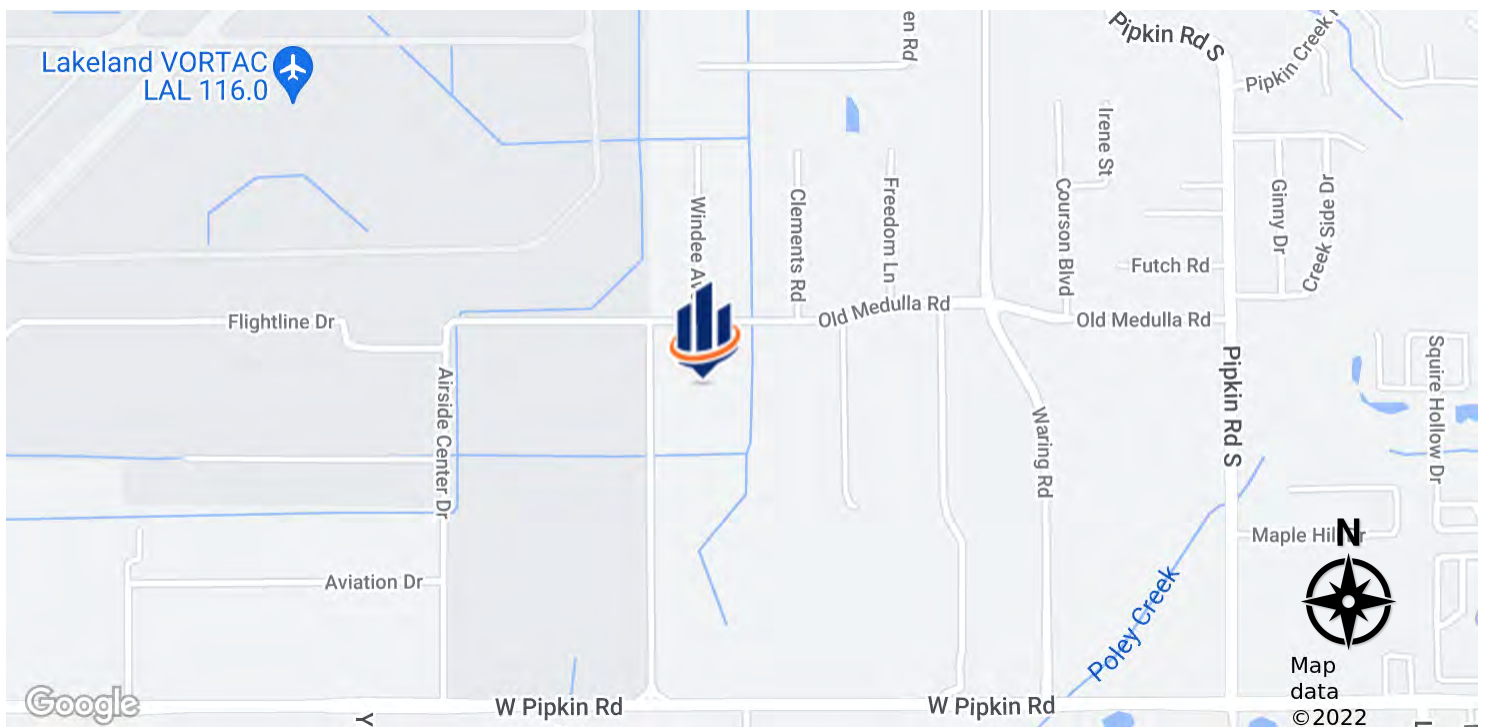 Lakeland VORTAC
LAL 116.0
en Rd
Pipkin Rd S
Pipkin Creek
Irene St
Windee Av
Clements Rd
Freedom Ln
Courson Blvd
Ginny Dr
Creek Side Dr
Futch Rd
Flightline Dr
Old Medulla Rd
Old Medulla Rd
Airside Center Dr
Waring Rd
Pipkin Rd S
Squire Hollow Dr
Maple Hill Dr
N
Aviation Dr
Poley Creek
Map
data
©2022
Google
W Pipkin Rd
W Pipkin Rd
Y